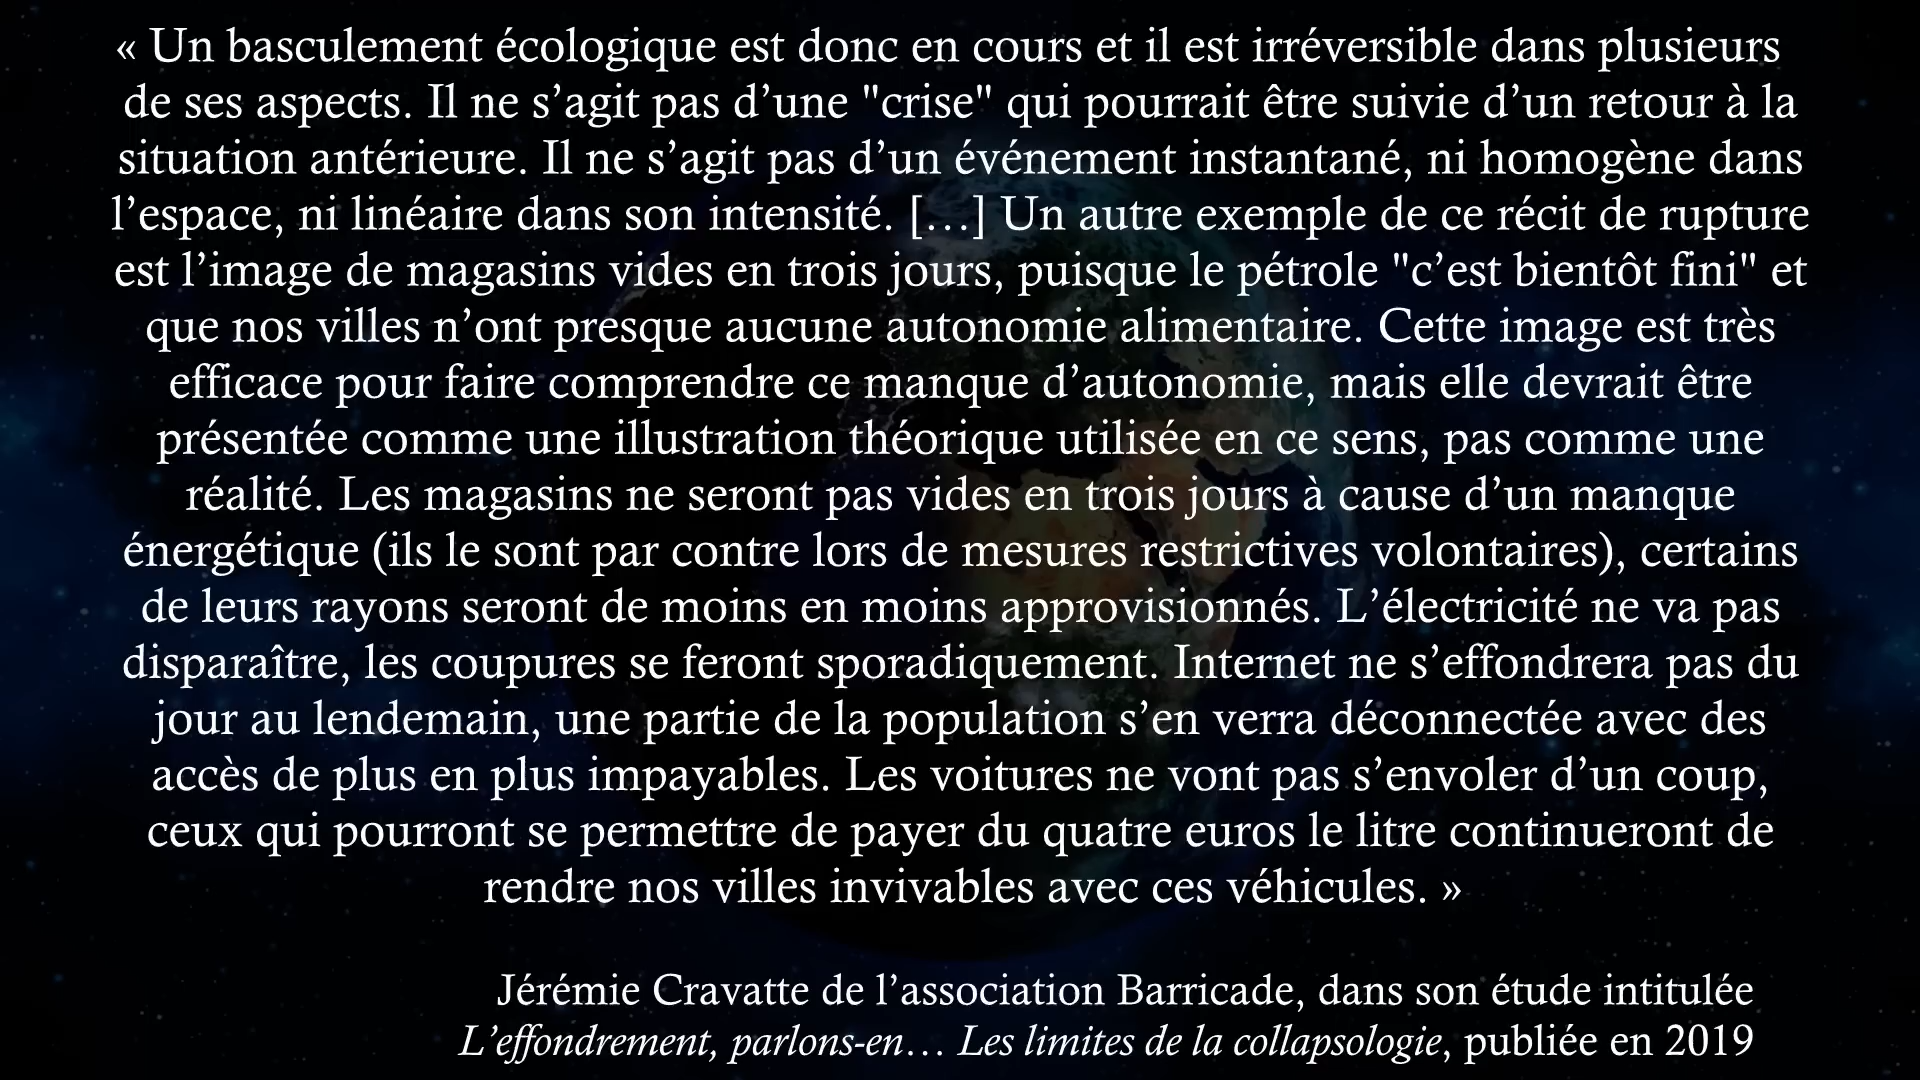 « Un basculement écologique est donc en cours et il est irréversible dans plusieurs
de ses aspects. Il ne s’agit pas d’une "crise" qui pourrait être suivie d’un retour à la
situation antérieure. Il ne s’agit pas d’un événement instantané, ni homogène dans
l’espace, ni linéaire dans son intensité. […] Un autre exemple de ce récit de rupture
est l’image de magasins vides en trois jours, puisque le pétrole "c’est bientôt fini" et
que nos villes n’ont presque aucune autonomie alimentaire. Cette image est très
efficace pour faire comprendre ce manque d’autonomie, mais elle devrait être
présentée comme une illustration théorique utilisée en ce sens, pas comme une
réalité. Les magasins ne seront pas vides en trois jours à cause d’un manque
énergétique (ils le sont par contre lors de mesures restrictives volontaires), certains
de leurs rayons seront de moins en moins approvisionnés. L’électricité ne va pas
disparaître, les coupures se feront sporadiquement. Internet ne s’effondrera pas du
jour au lendemain, une partie de la population s’en verra déconnectée avec des
accès de plus en plus impayables. Les voitures ne vont pas s’envoler d’un coup,
ceux qui pourront se permettre de payer du quatre euros le litre continueront de
rendre nos villes invivables avec ces véhicules. »
Jérémie Cravatte de l’association Barricade, dans son étude intitulée
L’effondrement, parlons-en… Les limites de la collapsologie, publiée en 2019